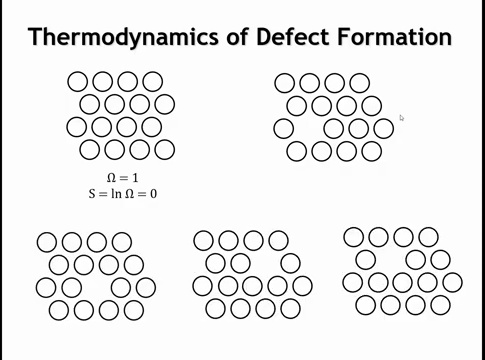 Thermodynamics of Defect Formation
Ω = 1
S = ln Ω = 0